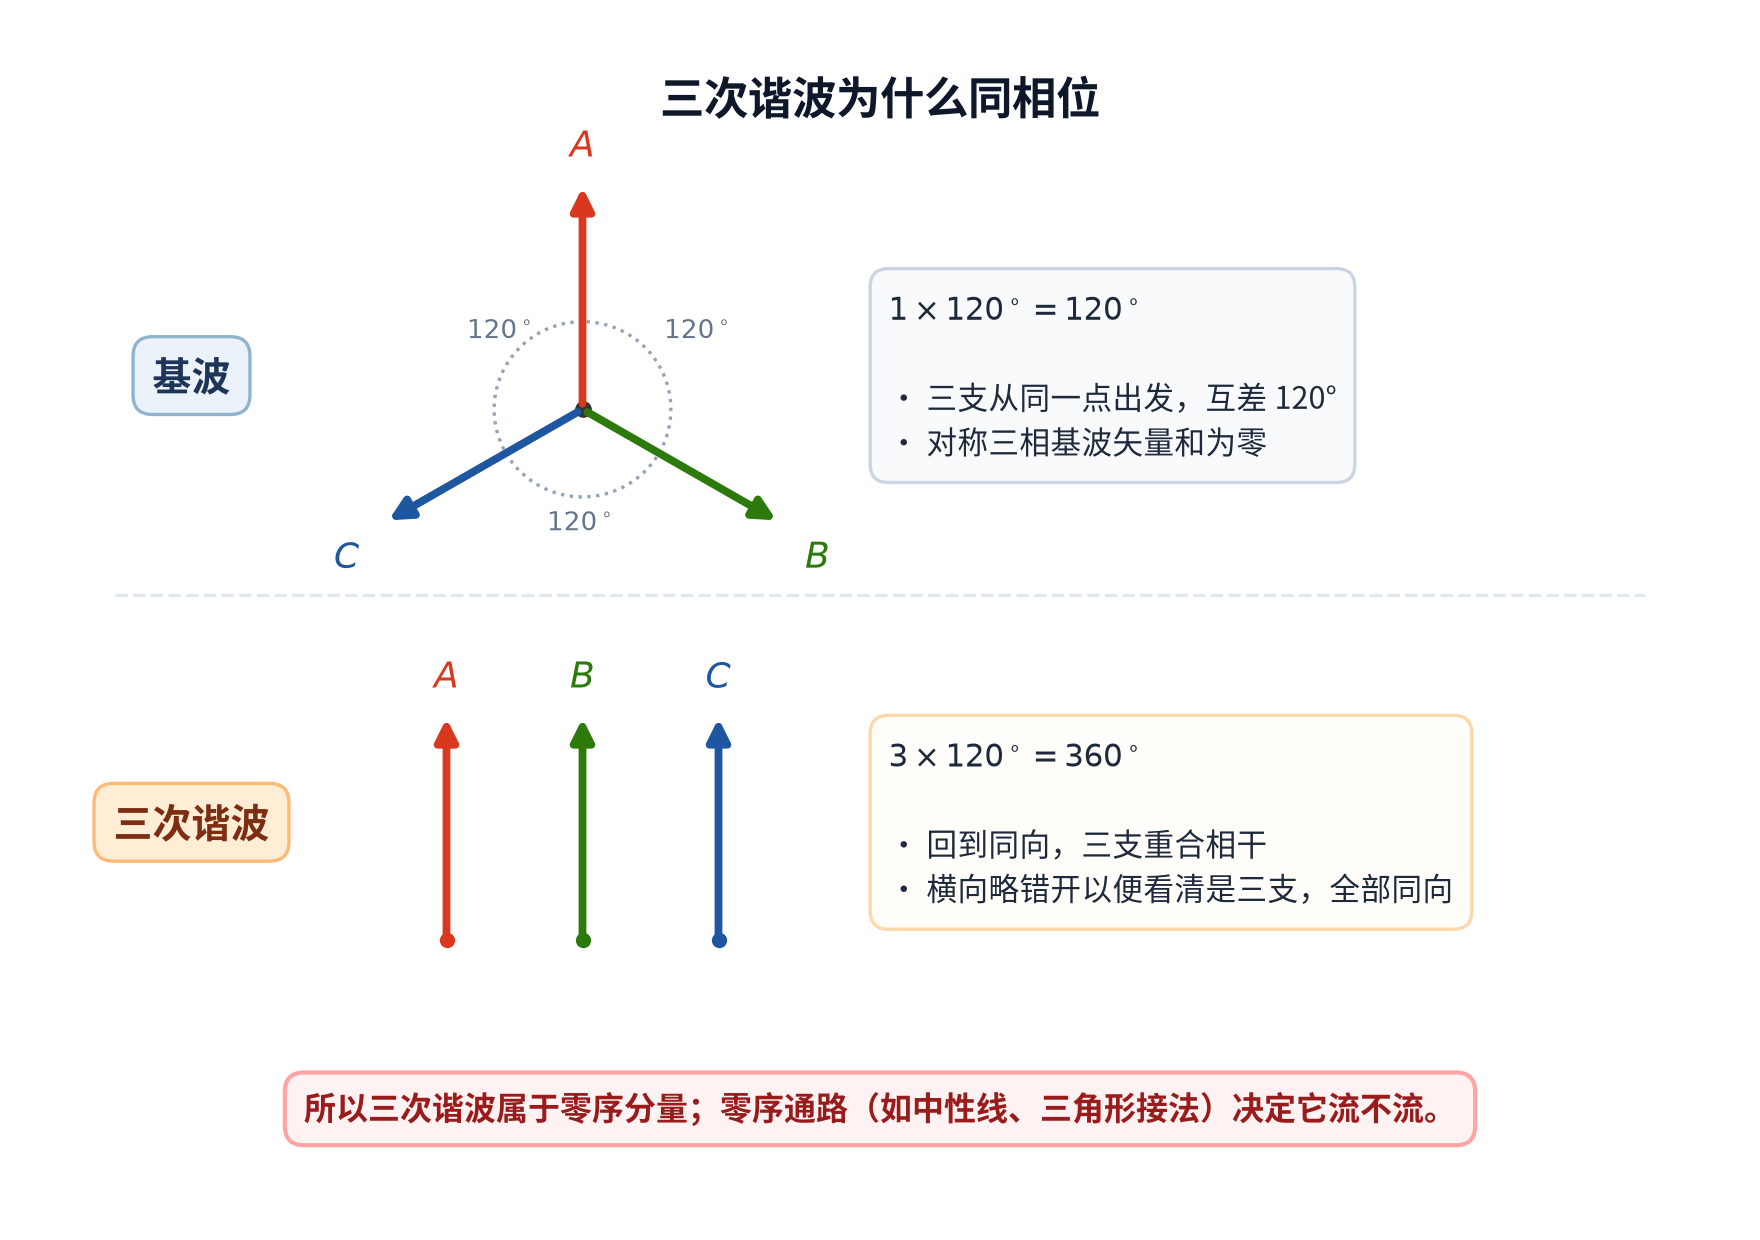 三次谐波为什么同相位
A
120° 120°
120°
C B
基波
1 × 120° = 120°
• 三支从同一点出发，互差 120°
• 对称三相基波矢量和为零
A B C
三次谐波
3 × 120° = 360°
• 回到同向，三支重合相干
• 横向略错开以便看清是三支，全部同向
所以三次谐波属于零序分量；零序通路（如中性线、三角形接法）决定它流不流。